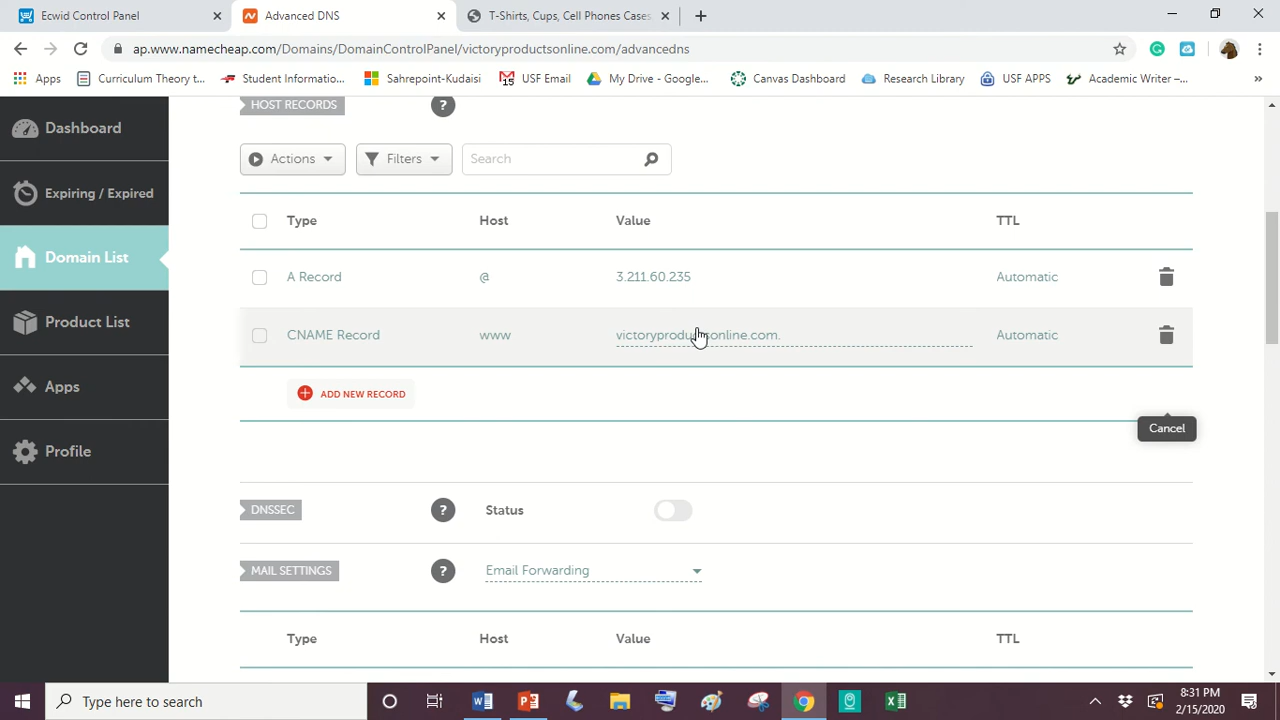 Ecwid Control Panel
Advanced DNS
T-Shirts, Cups, Cell Phones Cases
ap.www.namecheap.com/Domains/DomainControlPanel/victoryproductsonline.com/advancedns
Apps
Curriculum Theory t...
Student Informatio...
Sahrepoint-Kudaisi
15
USF Email
My Drive - Google...
Canvas Dashboard
Research Library
USF APPS
Academic Writer –...
»
Dashboard
Expiring / Expired
Domain List
Product List
Apps
Profile
HOST RECORDS ?
Actions Filters Search
Type Host Value TTL
A Record @ 3.211.60.235 Automatic
CNAME Record www victoryproductsonline.com. Automatic
ADD NEW RECORD
Cancel
DNSSEC ? Status
MAIL SETTINGS ? Email Forwarding
Type Host Value TTL
Type here to search
8:31 PM
2/15/2020